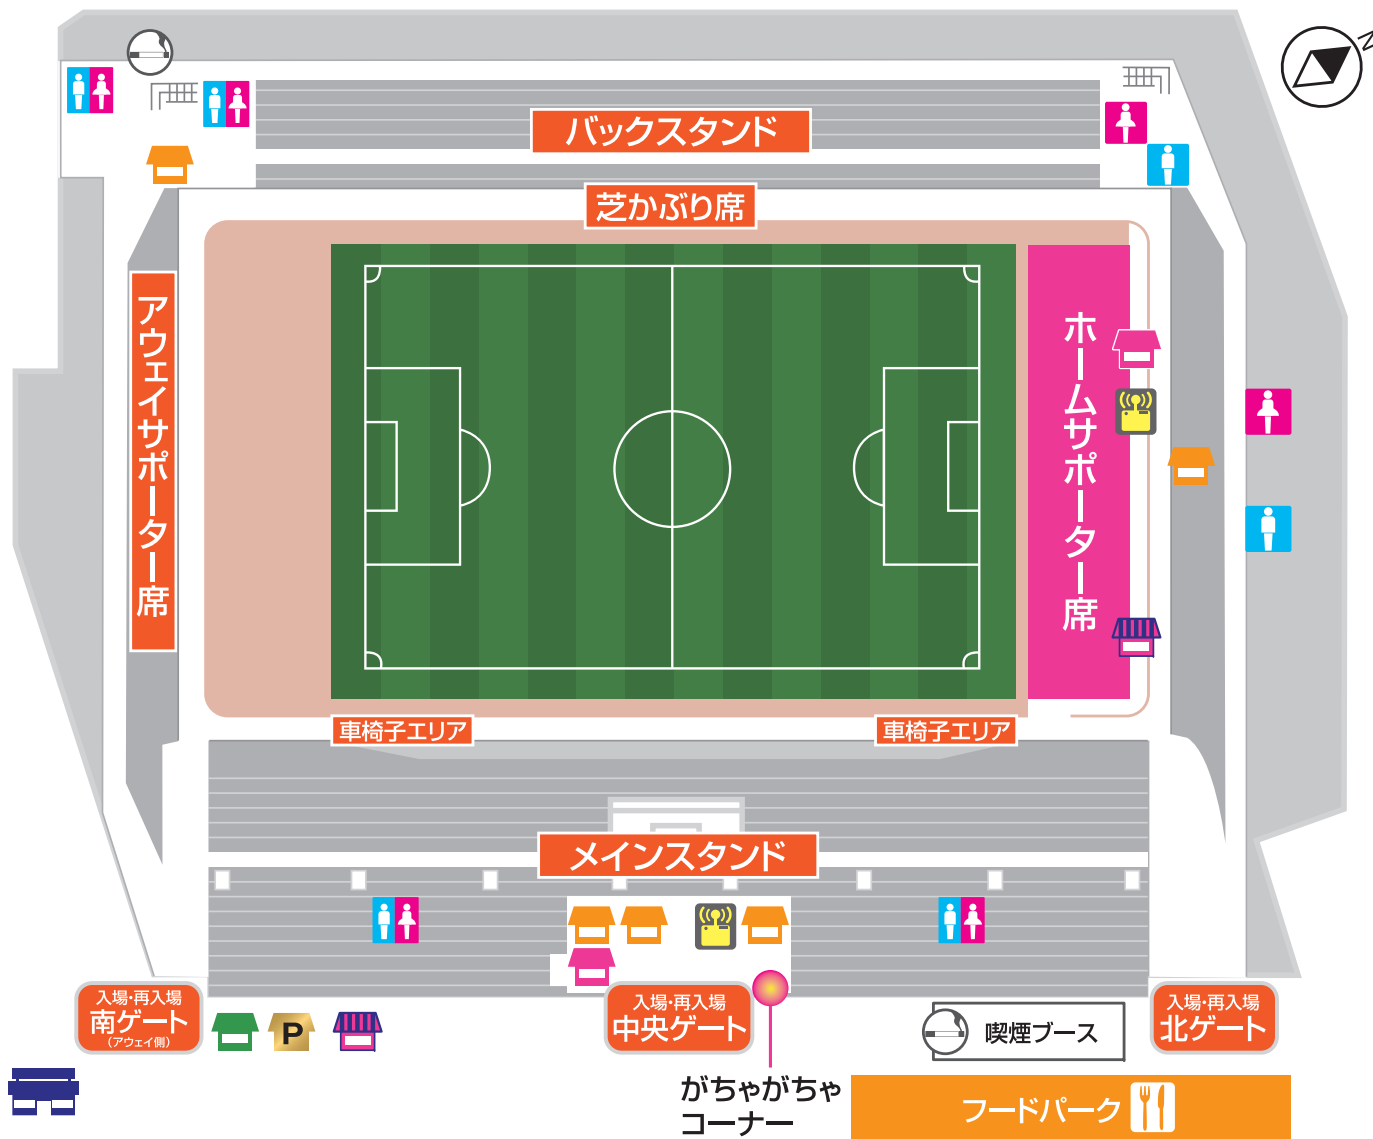 N
バックスタンド
芝かぶり席
アウェイサポーター席
ホームサポーター席
車椅子エリア
車椅子エリア
メインスタンド
入場・再入場
南ゲート
（アウェイ側）
P
入場・再入場
中央ゲート
喫煙ブース
入場・再入場
北ゲート
がちゃがちゃ
コーナー
フードパーク